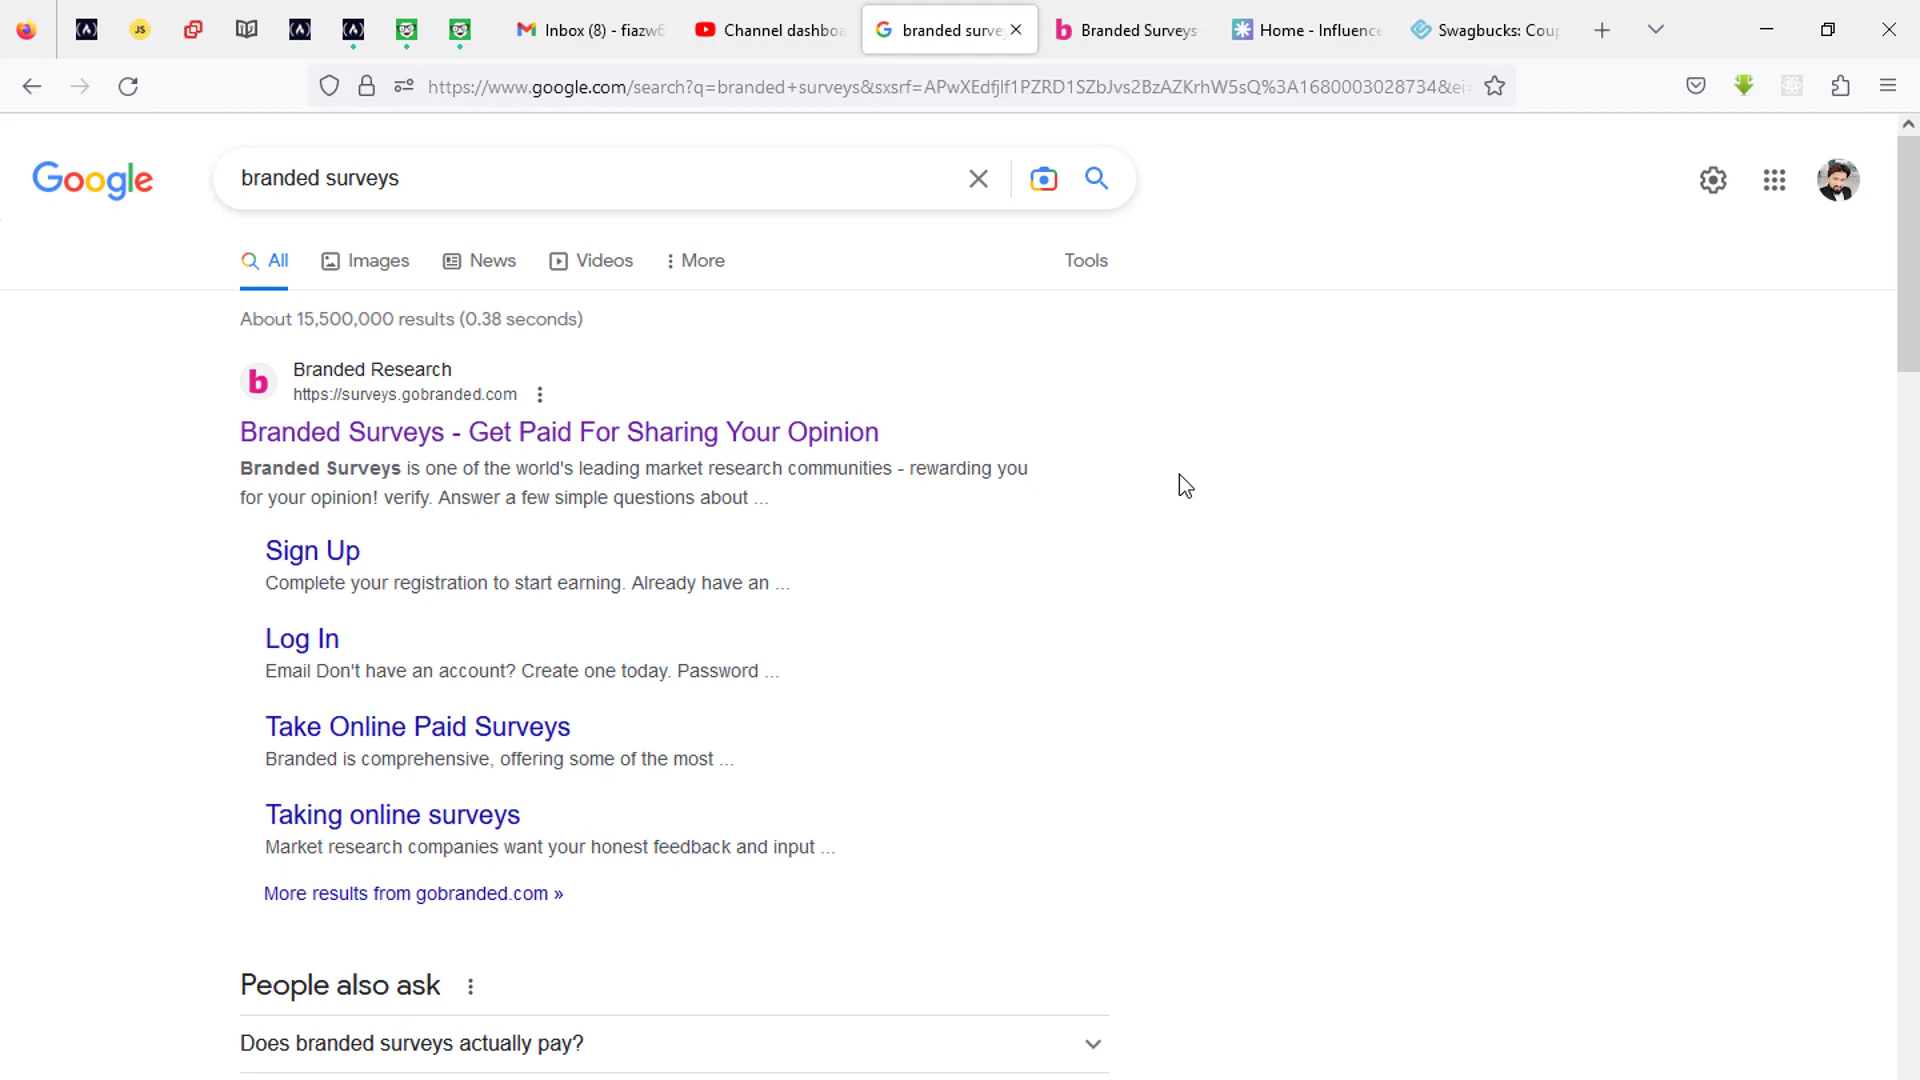 JS
Inbox (8) - fiazw6
Channel dashboa
branded surve
Branded Surveys
Home - Influenc
Swagbucks: Coup
https://www.google.com/search?q=branded+surveys&sxsrf=APwXEdfjlf1PZRD1SZbJvs2BzAZKrhW5sQ%3A1680003028734&ei=
Google
branded surveys
All
Images
News
Videos
More
Tools
About 15,500,000 results (0.38 seconds)
b
Branded Research
https://surveys.gobranded.com
Branded Surveys - Get Paid For Sharing Your Opinion
Branded Surveys is one of the world's leading market research communities - rewarding you
for your opinion! verify. Answer a few simple questions about ...
Sign Up
Complete your registration to start earning. Already have an ...
Log In
Email Don't have an account? Create one today. Password ...
Take Online Paid Surveys
Branded is comprehensive, offering some of the most ...
Taking online surveys
Market research companies want your honest feedback and input ...
More results from gobranded.com »
People also ask
Does branded surveys actually pay?